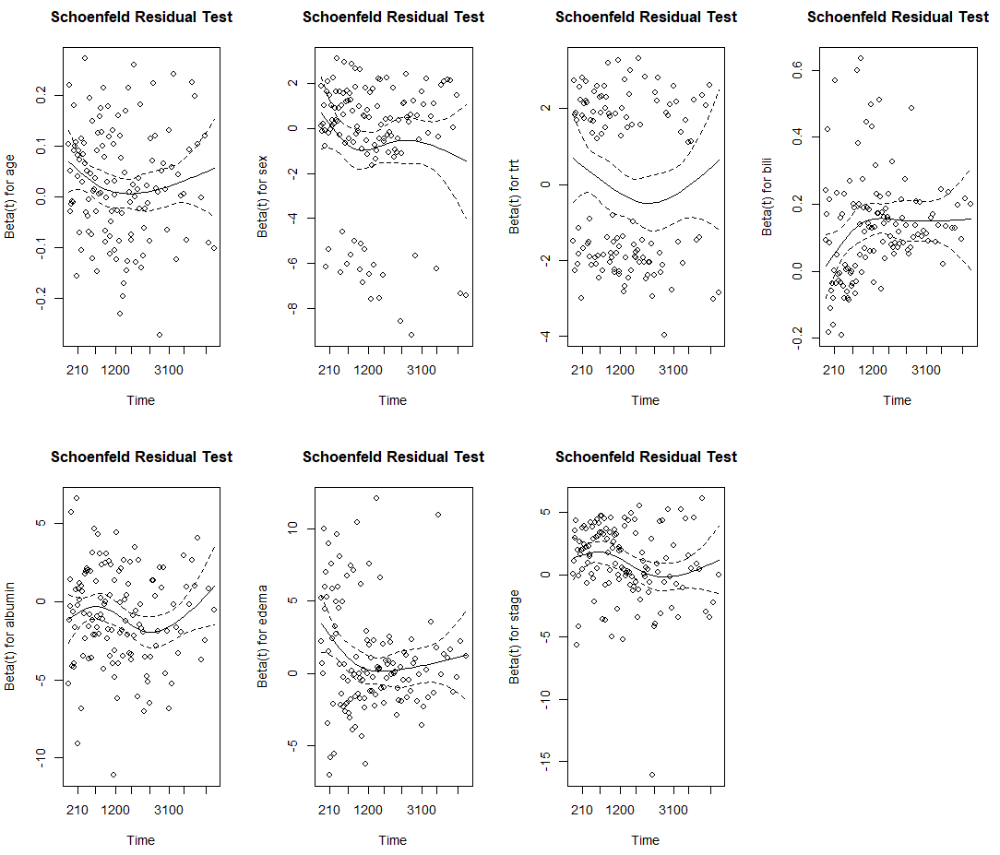 Schoenfeld Residual Test
Beta(t) for age
0.2
0.1
0.0
-0.1
-0.2
210 1200 3100
Time
Schoenfeld Residual Test
Beta(t) for sex
2
0
-2
-4
-6
-8
210 1200 3100
Time
Schoenfeld Residual Test
Beta(t) for trt
2
0
-2
-4
210 1200 3100
Time
Schoenfeld Residual Test
Beta(t) for bili
0.6
0.4
0.2
0.0
-0.2
210 1200 3100
Time
Schoenfeld Residual Test
Beta(t) for albumin
5
0
-5
-10
210 1200 3100
Time
Schoenfeld Residual Test
Beta(t) for edema
10
5
0
-5
210 1200 3100
Time
Schoenfeld Residual Test
Beta(t) for stage
5
0
-5
-10
-15
210 1200 3100
Time